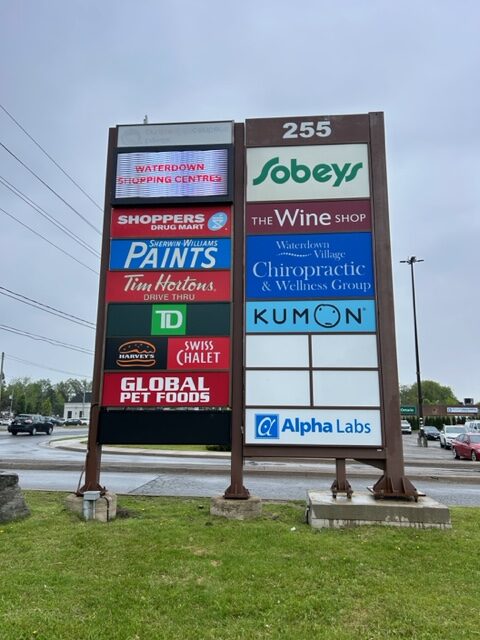 WATERDOWN
SHOPPING CENTRES
SHOPPERS
DRUG MART
SHERWIN-WILLIAMS
PAINTS
Tim Hortons.
DRIVE THRU
TD
HARVEY'S
SWISS
CHALET
GLOBAL
PET FOODS
255
Sobeys
THE Wine SHOP
Waterdown
Village
Chiropractic
& Wellness Group
KUMON
Alpha Labs